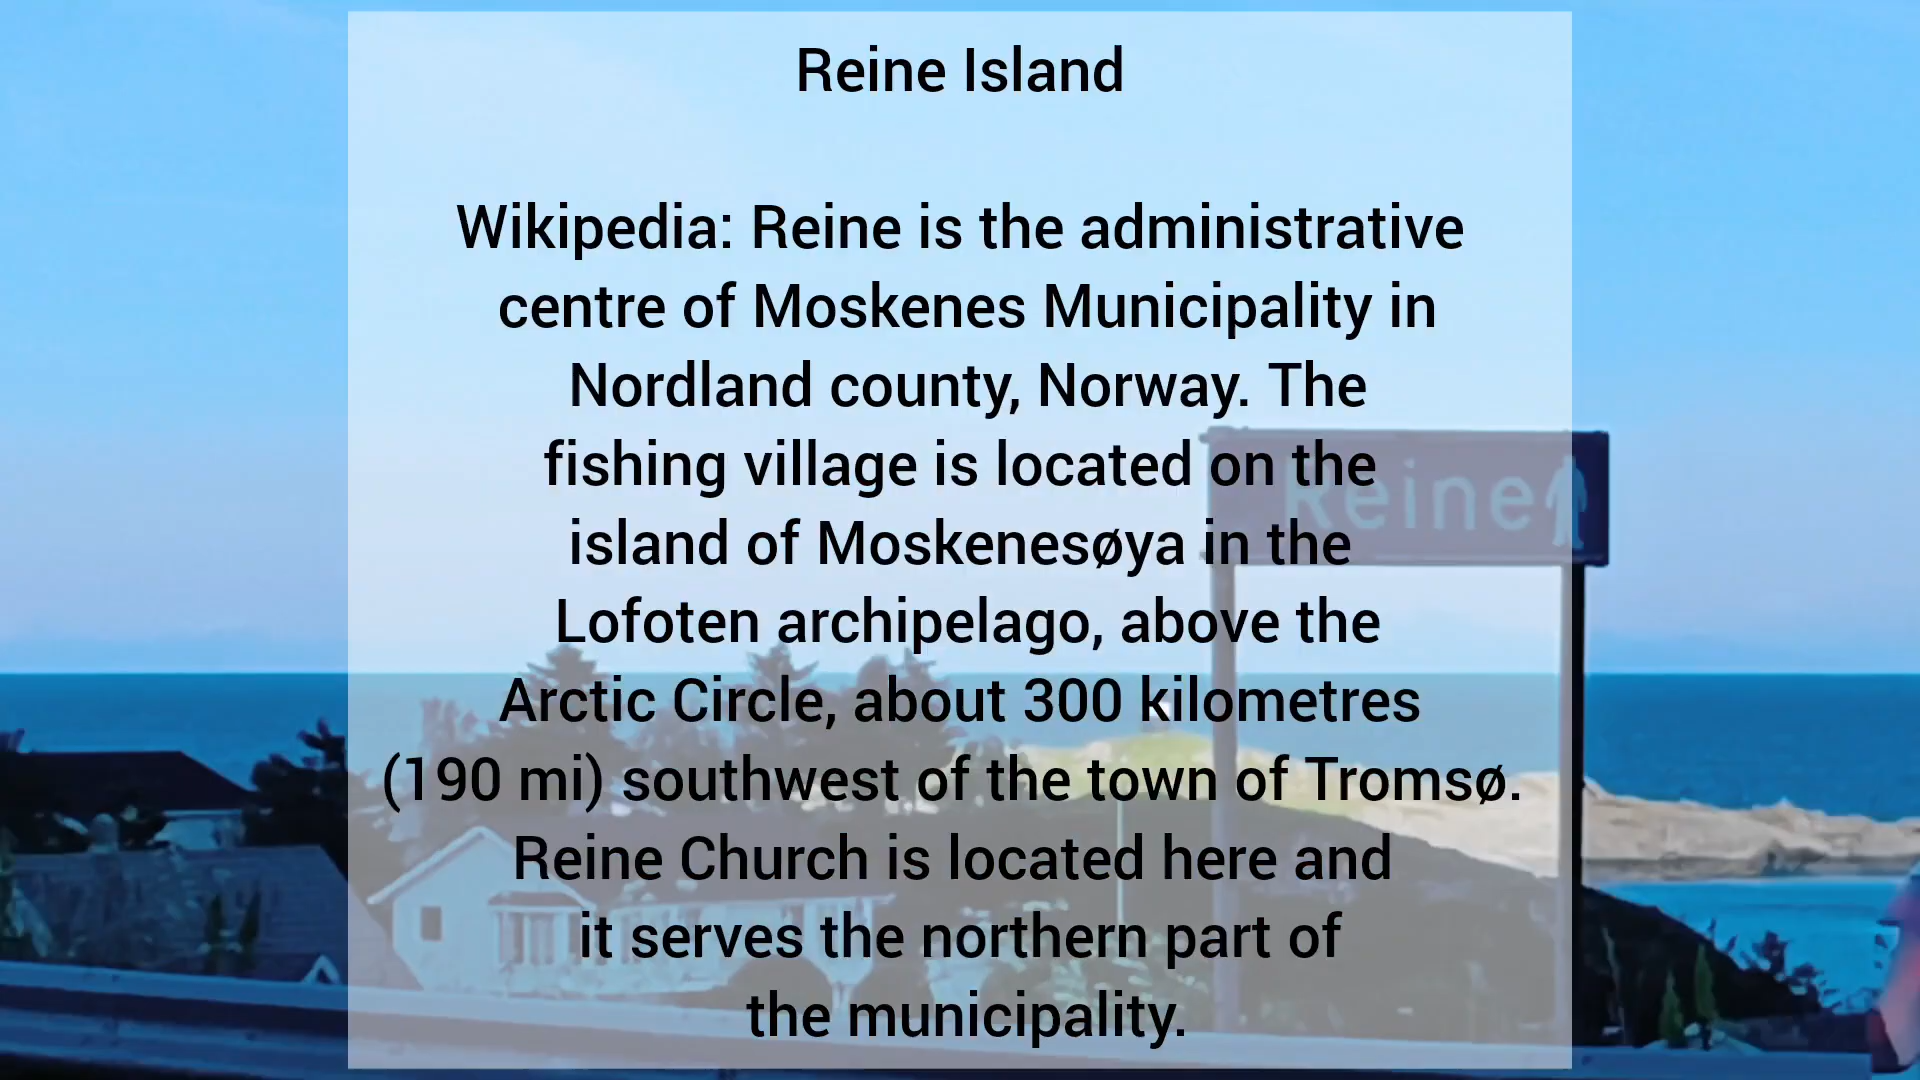 Reine Island
Wikipedia: Reine is the administrative
centre of Moskenes Municipality in
Nordland county, Norway. The
fishing village is located on the
island of Moskenesøya in the
Lofoten archipelago, above the
Arctic Circle, about 300 kilometres
(190 mi) southwest of the town of Tromsø.
Reine Church is located here and
it serves the northern part of
the municipality.
Reine